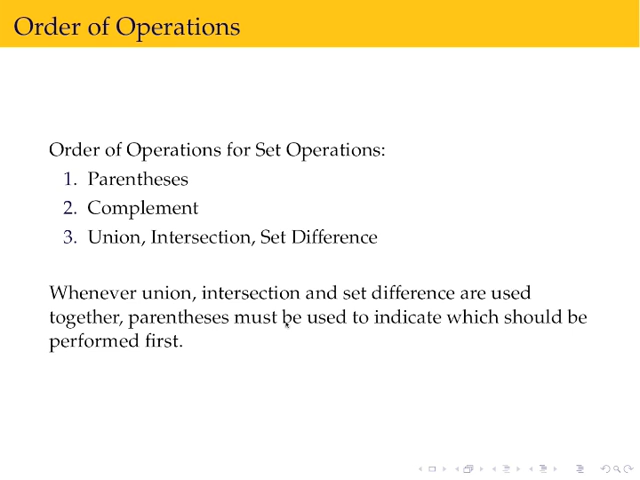 Order of Operations
Order of Operations for Set Operations:
1. Parentheses
2. Complement
3. Union, Intersection, Set Difference
Whenever union, intersection and set difference are used
together, parentheses must be used to indicate which should be
performed first.